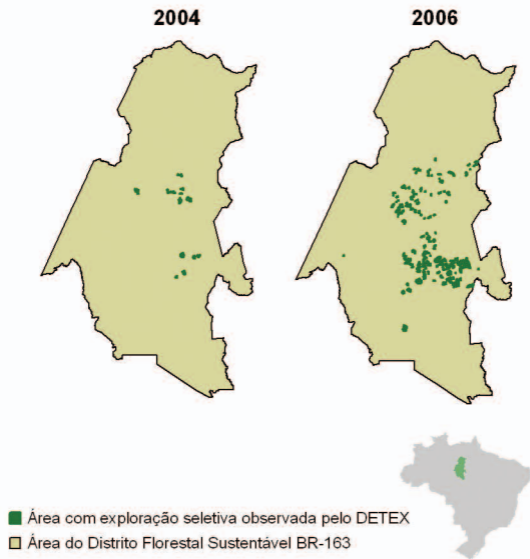 2004
2006
Área com exploração seletiva observada pelo DETEX
Área do Distrito Florestal Sustentável BR-163